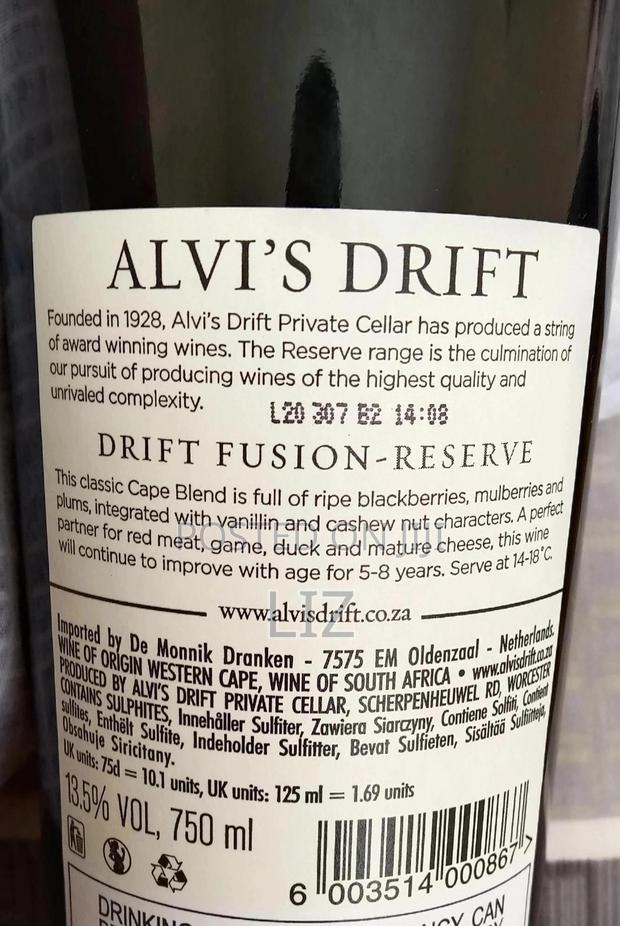 ALVI'S DRIFT
Founded in 1928, Alvi's Drift Private Cellar has produced a string
of award winning wines. The Reserve range is the culmination of
our pursuit of producing wines of the highest quality and
unrivaled complexity.
L20 307 B2 14:08
DRIFT FUSION-RESERVE
This classic Cape Blend is full of ripe blackberries, mulberries and
plums, integrated with vanillin and cashew nut characters. A perfect
partner for red meat, game, duck and mature cheese, this wine
will continue to improve with age for 5-8 years. Serve at 14-18°C.
POSTED ON JIJI
LIZ
www.alvisdrift.co.za
Imported by De Monnik Dranken - 7575 EM Oldenzaal - Netherlands.
WINE OF ORIGIN WESTERN CAPE, WINE OF SOUTH AFRICA • www.alvisdrift.co.za
PRODUCED BY ALVI'S DRIFT PRIVATE CELLAR, SCHERPENHEUWEL RD, WORCESTER
CONTAINS SULPHITES, Innehåller Sulfiter, Zawiera Siarczyny, Contiene Solfiti, Contient
sulfites, Enthält Sulfite, Indeholder Sulfitter, Bevat Sulfieten, Sisältää Sulfiitteja,
Obsahuje Siricitany.
UK units: 75cl = 10.1 units, UK units: 125 ml = 1.69 units
13.5% VOL, 750 ml
6 003514 000867 >
DRINKING CAN